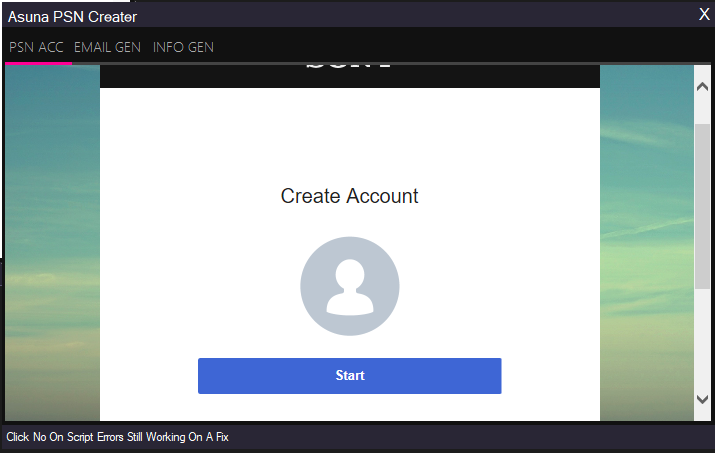 Asuna PSN Creater
X
PSN ACC EMAIL GEN INFO GEN
Create Account
Start
Click No On Script Errors Still Working On A Fix